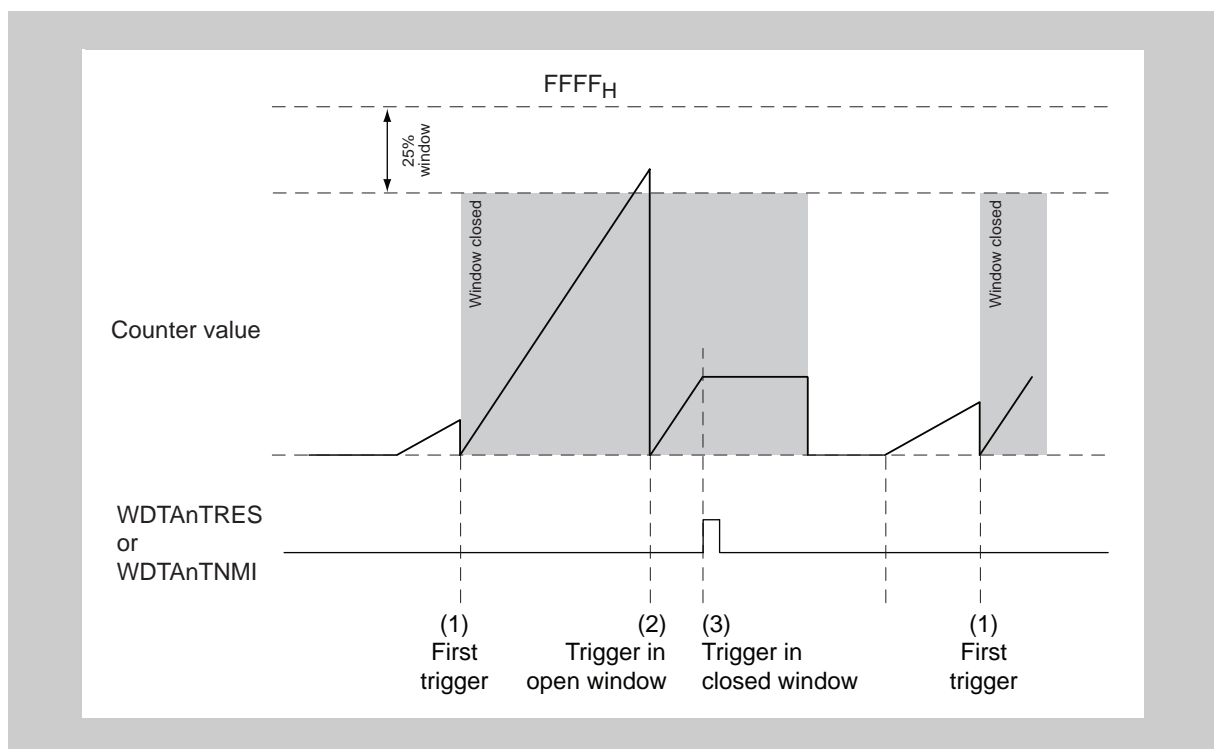 FFFFH
25%
window
Window closed
Window closed
Counter value
WDTAnTRES
or
WDTAnTNMI
(1)
First
trigger
(2)
Trigger in
open window
(3)
Trigger in
closed window
(1)
First
trigger